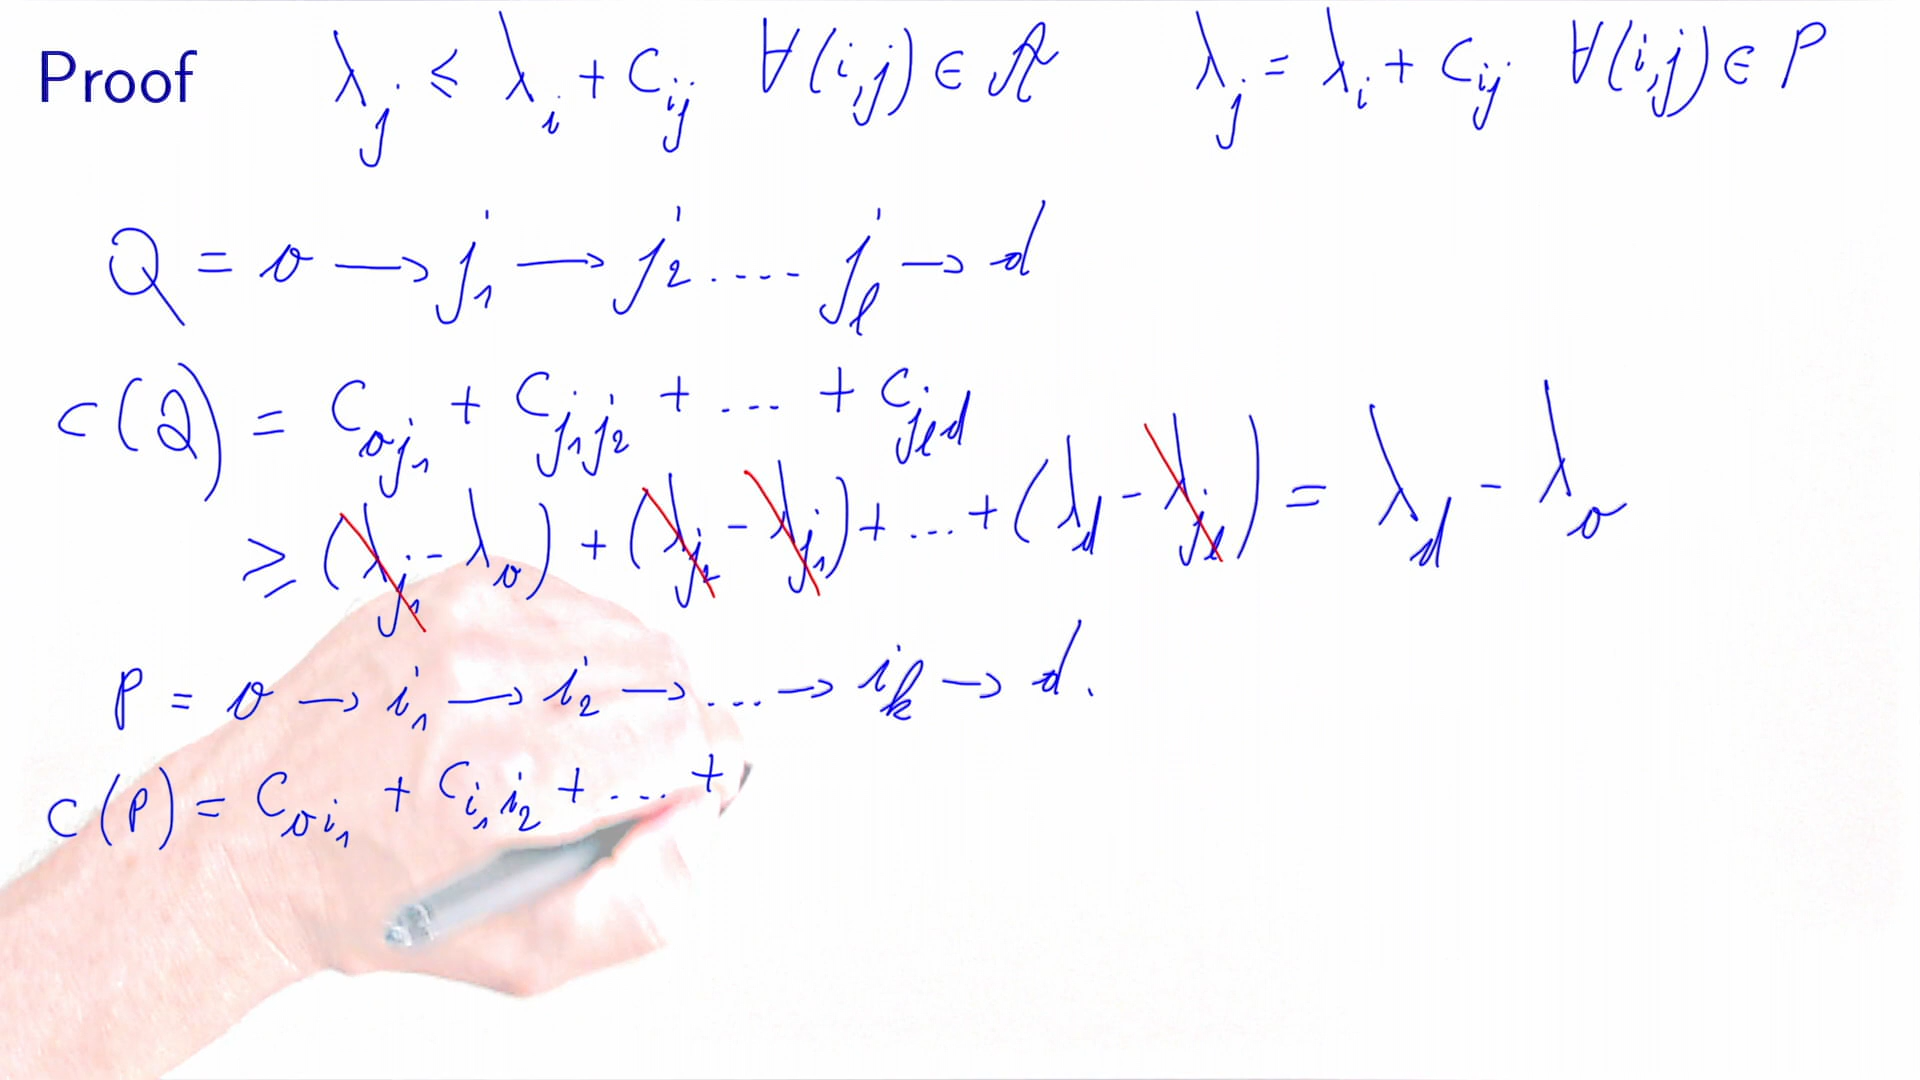 Proof λ_j ≤ λ_i + c_ij ∀(i,j) ∈ A λ_j = λ_i + c_ij ∀(i,j) ∈ P
Q = o → j_1 → j_2 .... j_ℓ → d
c(Q) = c_oj_1 + c_j_1j_2 + ... + c_j_ℓd
≥ (λ_j_1 - λ_o) + (λ_j_2 - λ_j_1) + ... + (λ_d - λ_j_ℓ) = λ_d - λ_o
P = o → i_1 → i_2 → ... → i_k → d.
c(P) = c_oi_1 + c_i_1i_2 + ... +